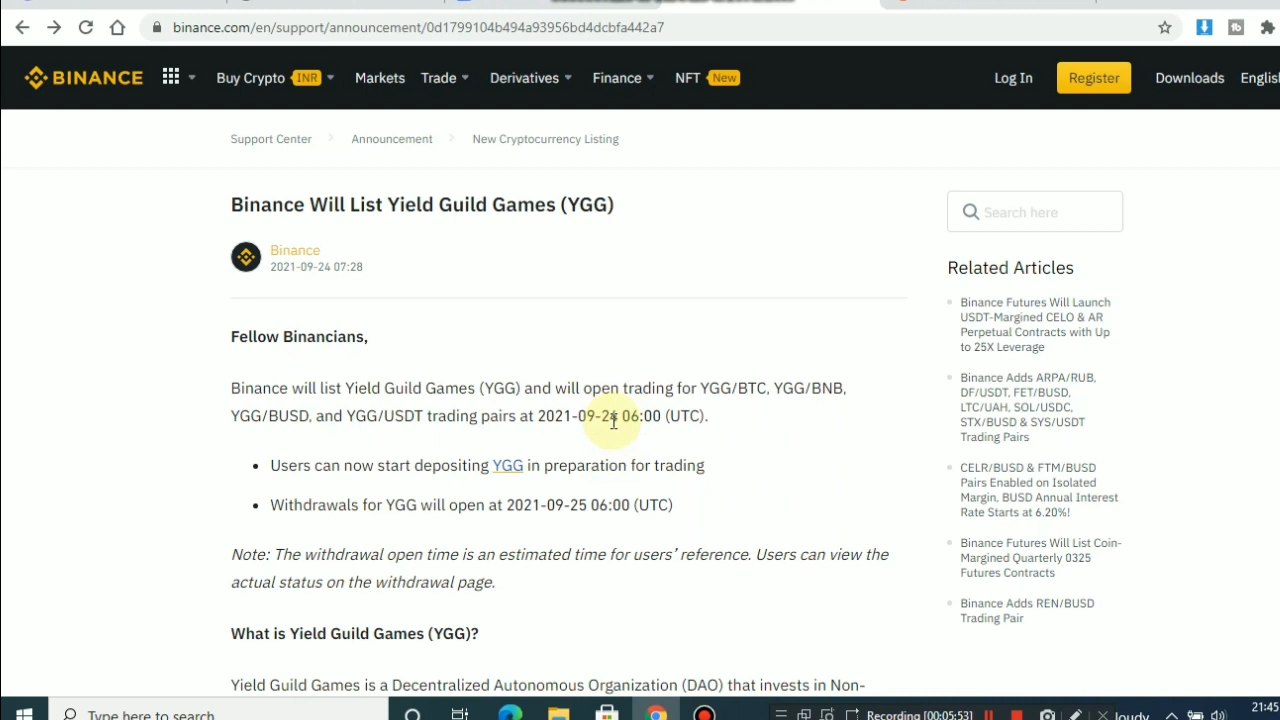 binance.com/en/support/announcement/0d1799104b494a93956bd4dcbfa442a7
BINANCE Buy Crypto INR Markets Trade Derivatives Finance NFT New Log In Register Downloads Englis
Support Center Announcement New Cryptocurrency Listing
Binance Will List Yield Guild Games (YGG)
Binance
2021-09-24 07:28
Fellow Binancians,
Binance will list Yield Guild Games (YGG) and will open trading for YGG/BTC, YGG/BNB,
YGG/BUSD, and YGG/USDT trading pairs at 2021-09-24 06:00 (UTC).
Users can now start depositing YGG in preparation for trading
Withdrawals for YGG will open at 2021-09-25 06:00 (UTC)
Note: The withdrawal open time is an estimated time for users’ reference. Users can view the
actual status on the withdrawal page.
What is Yield Guild Games (YGG)?
Yield Guild Games is a Decentralized Autonomous Organization (DAO) that invests in Non-
Search here
Related Articles
Binance Futures Will Launch
USDT-Margined CELO & AR
Perpetual Contracts with Up
to 25X Leverage
Binance Adds ARPA/RUB,
DF/USDT, FET/BUSD,
LTC/UAH, SOL/USDC,
STX/BUSD & SYS/USDT
Trading Pairs
CELR/BUSD & FTM/BUSD
Pairs Enabled on Isolated
Margin, BUSD Annual Interest
Rate Starts at 6.20%!
Binance Futures Will List Coin-
Margined Quarterly 0325
Futures Contracts
Binance Adds REN/BUSD
Trading Pair
Type here to search
Recording [00:05:53]
loudy
21:45